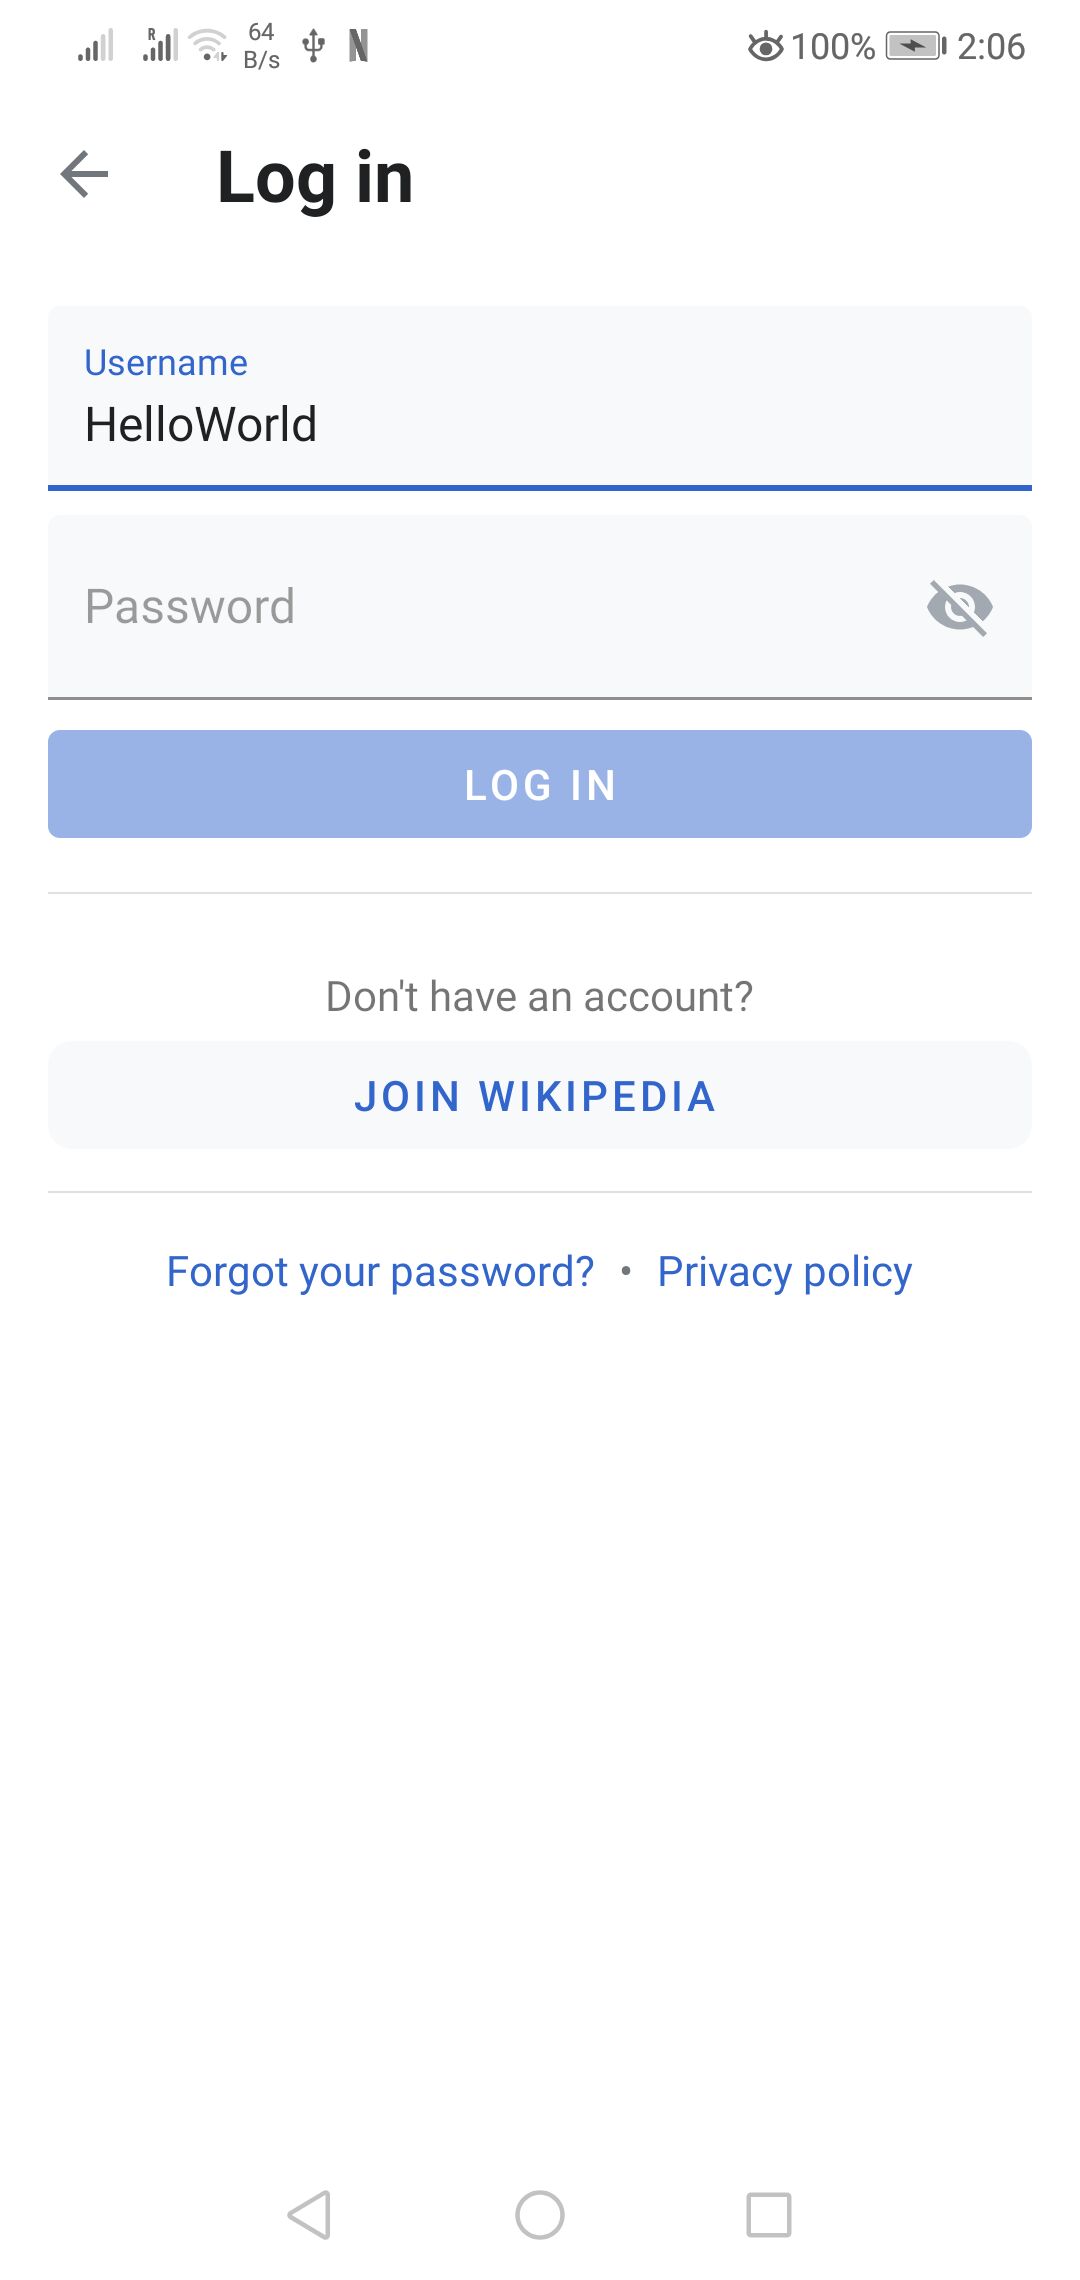 R 64 B/s 100% 2:06
Log in
Username
HelloWorld
Password
LOG IN
Don't have an account?
JOIN WIKIPEDIA
Forgot your password? • Privacy policy